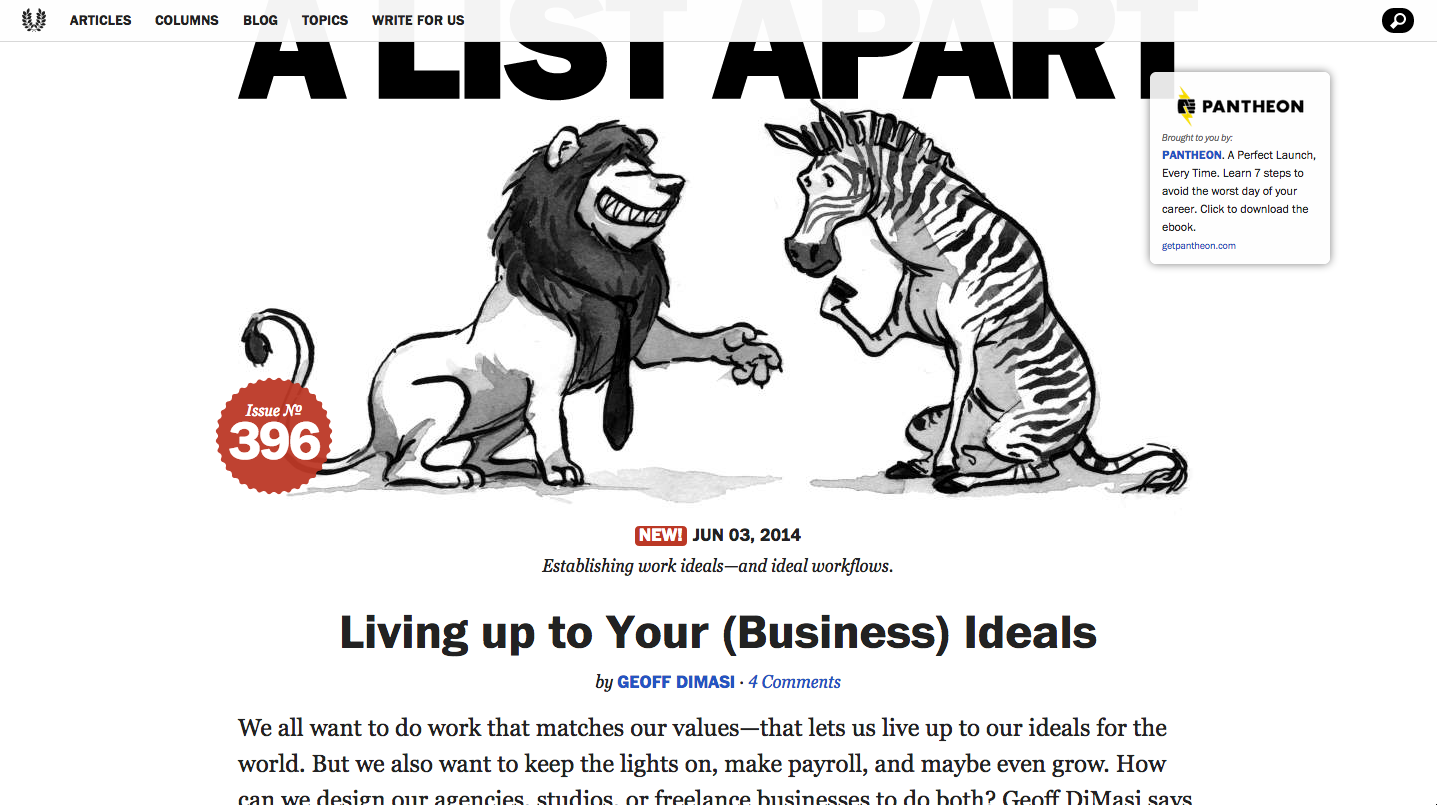 ARTICLES COLUMNS BLOG TOPICS WRITE FOR US
A LIST APART
PANTHEON
Brought to you by:
PANTHEON. A Perfect Launch,
Every Time. Learn 7 steps to
avoid the worst day of your
career. Click to download the
ebook.
getpantheon.com
Issue №
396
NEW! JUN 03, 2014
Establishing work ideals—and ideal workflows.
Living up to Your (Business) Ideals
by GEOFF DIMASI · 4 Comments
We all want to do work that matches our values—that lets us live up to our ideals for the
world. But we also want to keep the lights on, make payroll, and maybe even grow. How
can we design our agencies, studios, or freelance businesses to do both? Geoff DiMasi says